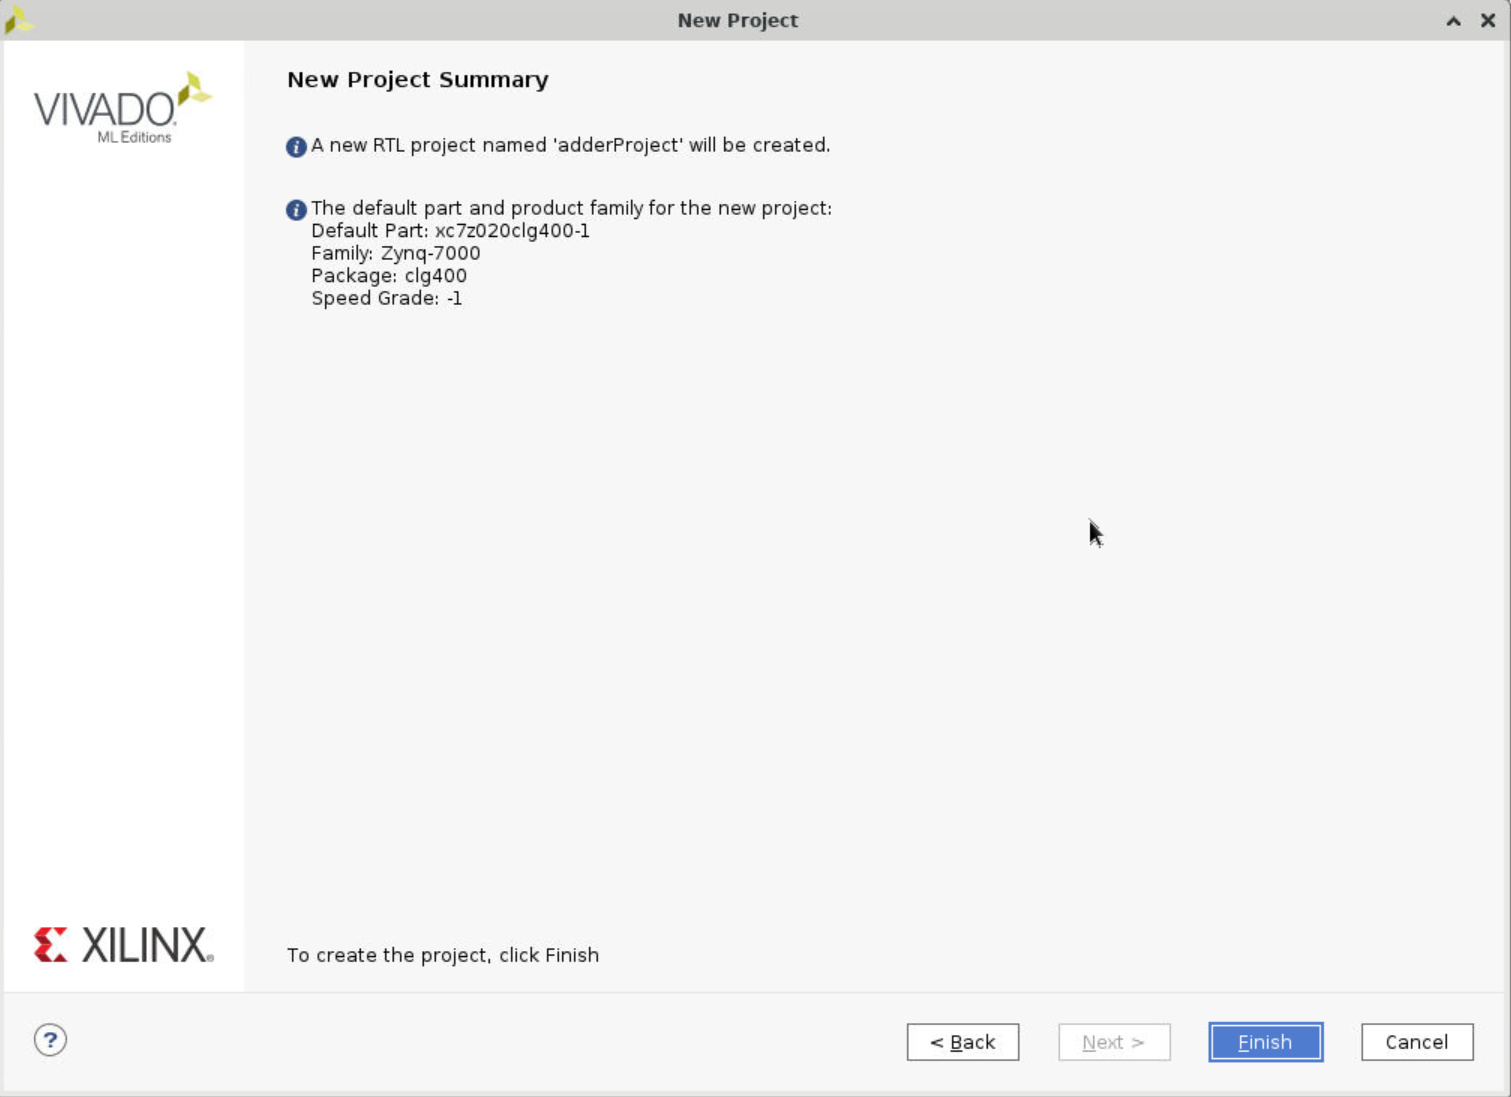 New Project
VIVADO.
ML Editions
New Project Summary
A new RTL project named 'adderProject' will be created.
The default part and product family for the new project:
Default Part: xc7z020clg400-1
Family: Zynq-7000
Package: clg400
Speed Grade: -1
XILINX®
To create the project, click Finish
?
< Back
Next >
Finish
Cancel